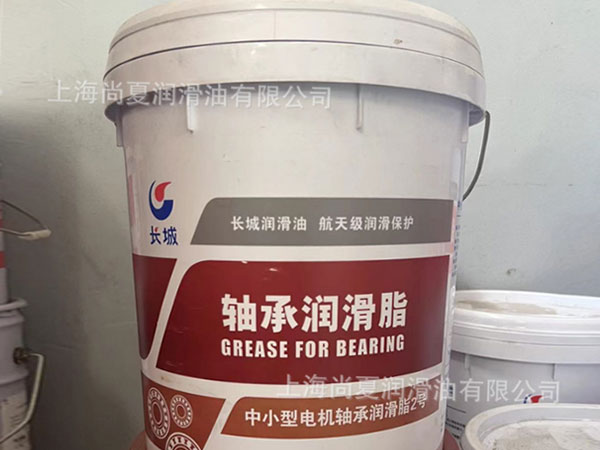 上海尚夏润滑油有限公司
长城
长城润滑油 航天级润滑保护
轴承润滑脂
GREASE FOR BEARING
上海尚夏润滑油有限公司
中小型电机轴承润滑脂2号